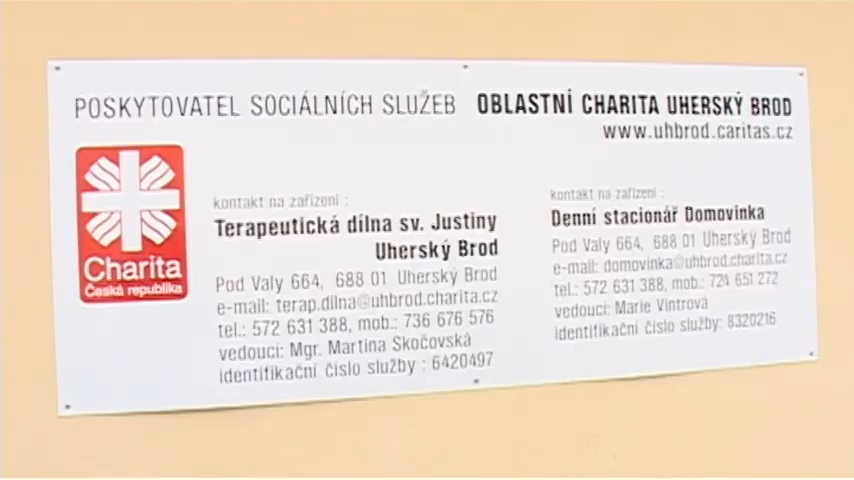 POSKYTOVATEL SOCIÁLNÍCH SLUŽEB OBLASTNÍ CHARITA UHERSKÝ BROD
www.uhbrod.caritas.cz
Charita
Česká republika
kontakt na zařízení :
Terapeutická dílna sv. Justiny
Uherský Brod
Pod Valy 664, 688 01 Uherský Brod
e-mail: terap.dilna@uhbrod.charita.cz
tel.: 572 631 388, mob.: 736 676 576
vedoucí: Mgr. Martina Skočovská
identifikační číslo služby : 6420497
kontakt na zařízení :
Denní stacionář Domovinka
Pod Valy 664, 688 01 Uherský Brod
e-mail: domovinka@uhbrod.charita.cz
tel.: 572 631 388, mob.: 724 651 272
vedoucí: Marie Vintrová
identifikační číslo služby: 8320216